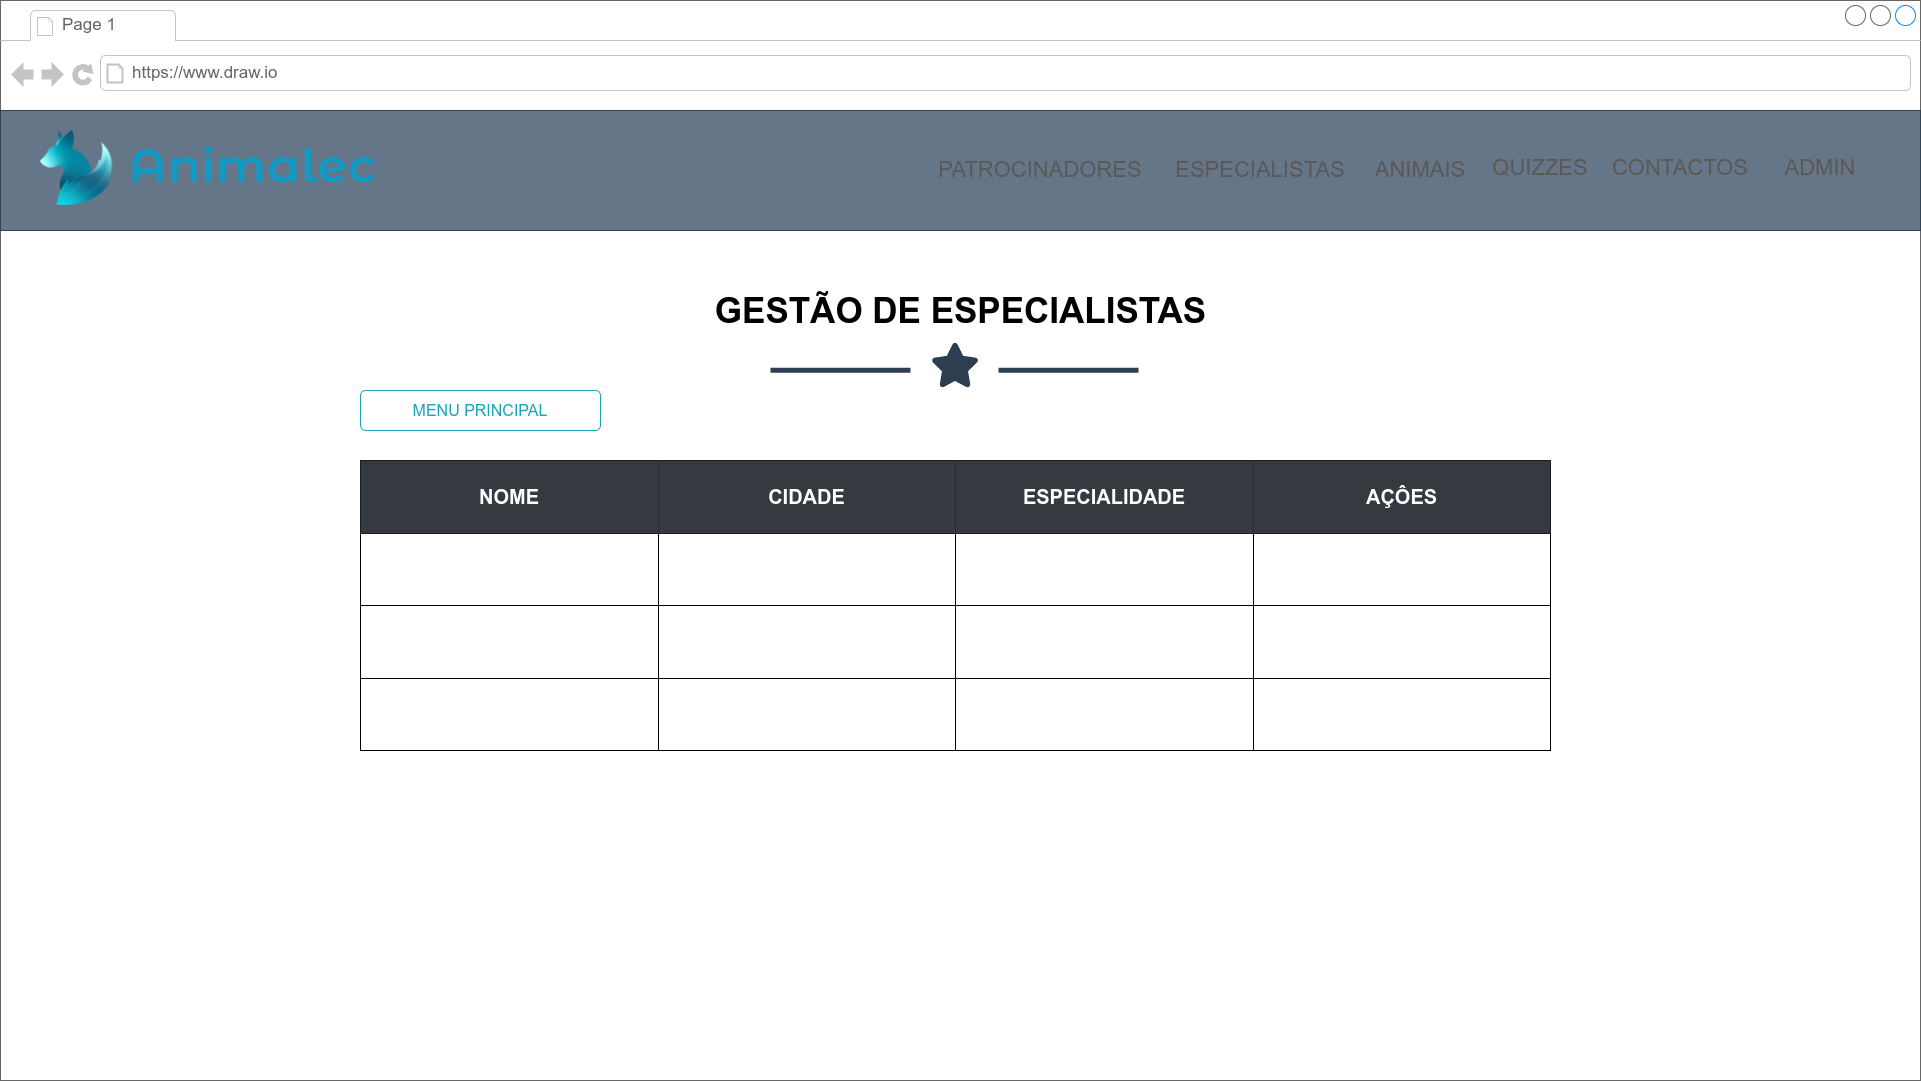 Page 1
https://www.draw.io
Animalec
PATROCINADORES ESPECIALISTAS ANIMAIS QUIZZES CONTACTOS ADMIN
GESTÃO DE ESPECIALISTAS
MENU PRINCIPAL
NOME CIDADE ESPECIALIDADE AÇÔES